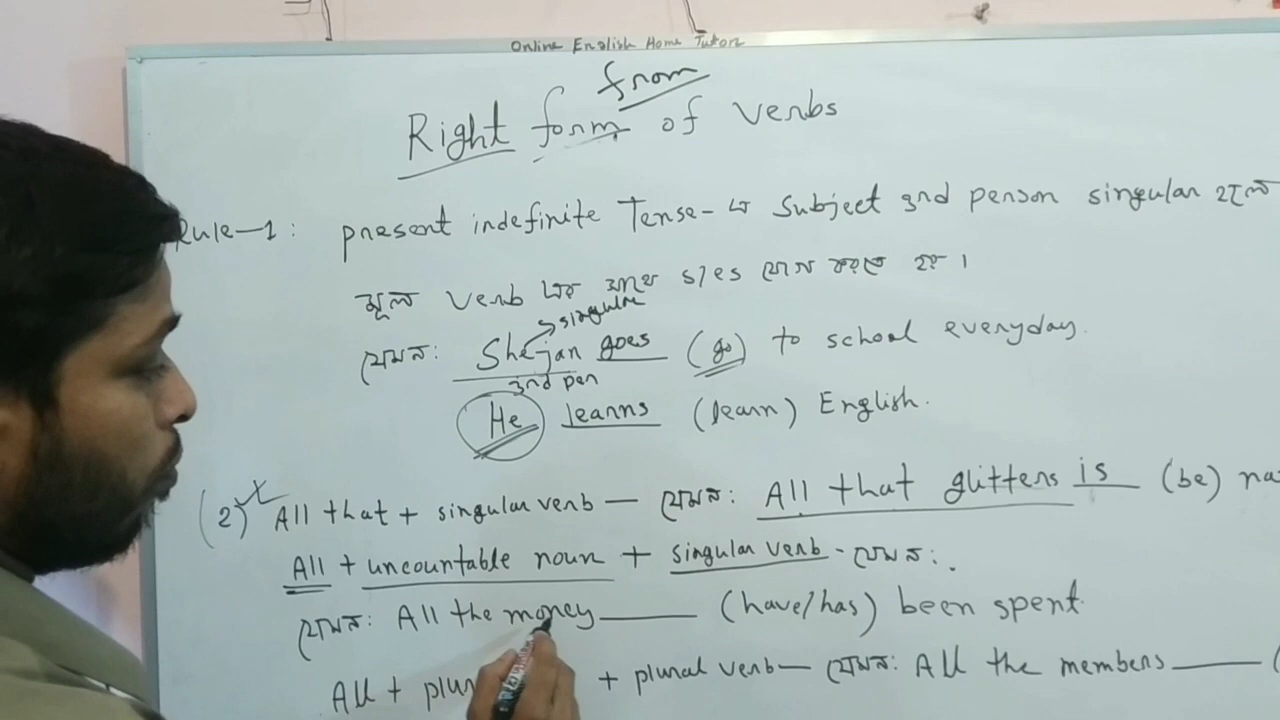 Online English Home Tutor
from
Right form of verbs
Rule-1: present indefinite Tense-এ Subject 3rd person singular হলে
মূল verb এর সাথে s/es যোগ করতে হয়।
singular
যেমন: Shejan goes (go) to school everyday.
3rd per
He learns (learn) English.
(2) All that + singular verb — যেমন: All that glitters is (be)
All + uncountable noun + singular verb - যেমন:.
যেমন: All the money ______ (have/has) been spent
All + + plural verb — যেমন: All the members ______ (